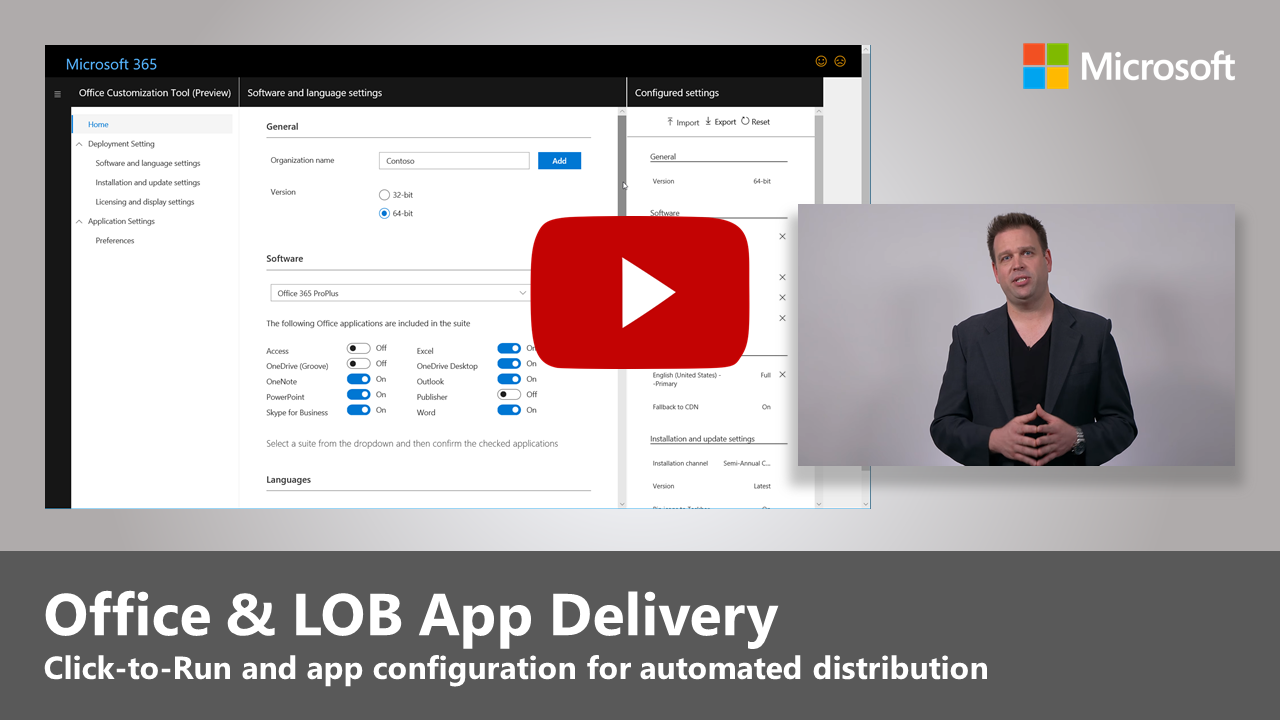 Microsoft 365
Microsoft
Office Customization Tool (Preview)
Software and language settings
Configured settings
Home
Deployment Setting
Software and language settings
Installation and update settings
Licensing and display settings
Application Settings
Preferences
General
Organization name
Contoso
Add
Version
32-bit
64-bit
Software
Office 365 ProPlus
The following Office applications are included in the suite
Access Off Excel On
OneDrive (Groove) Off OneDrive Desktop On
OneNote On Outlook On
PowerPoint On Publisher Off
Skype for Business On Word On
Select a suite from the dropdown and then confirm the checked applications
Languages
Import Export Reset
General
Version 64-bit
Software
English (United States) - Full
-Primary
Fallback to CDN On
Installation and update settings
Installation channel Semi-Annual C...
Version Latest
Office & LOB App Delivery
Click-to-Run and app configuration for automated distribution